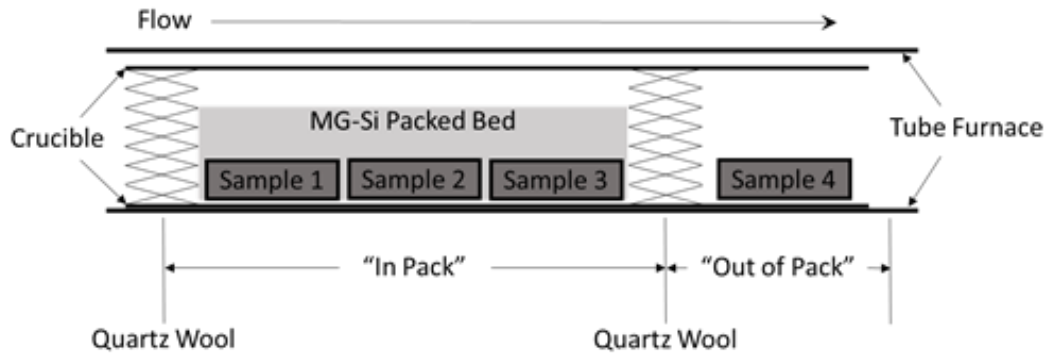 Flow
MG-Si Packed Bed
Crucible
Tube Furnace
Sample 1
Sample 2
Sample 3
Sample 4
“In Pack”
“Out of Pack”
Quartz Wool
Quartz Wool